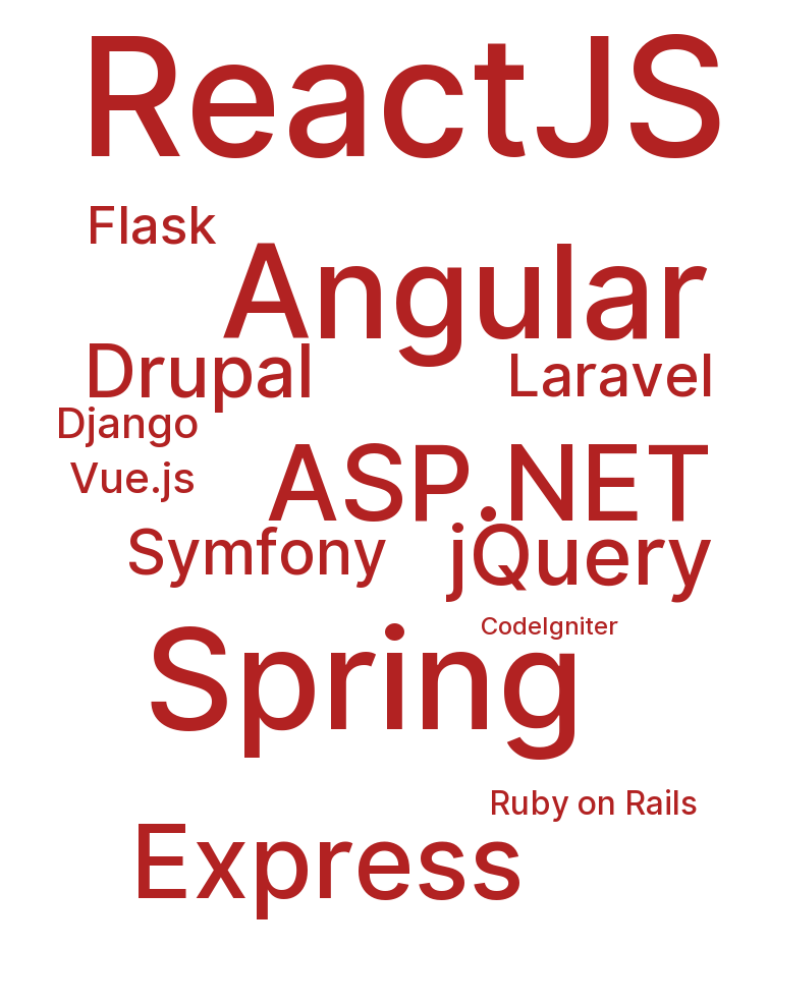 ReactJS
Flask
Angular
Drupal
Laravel
Django
ASP.NET
Vue.js
Symfony
jQuery
CodeIgniter
Spring
Ruby on Rails
Express